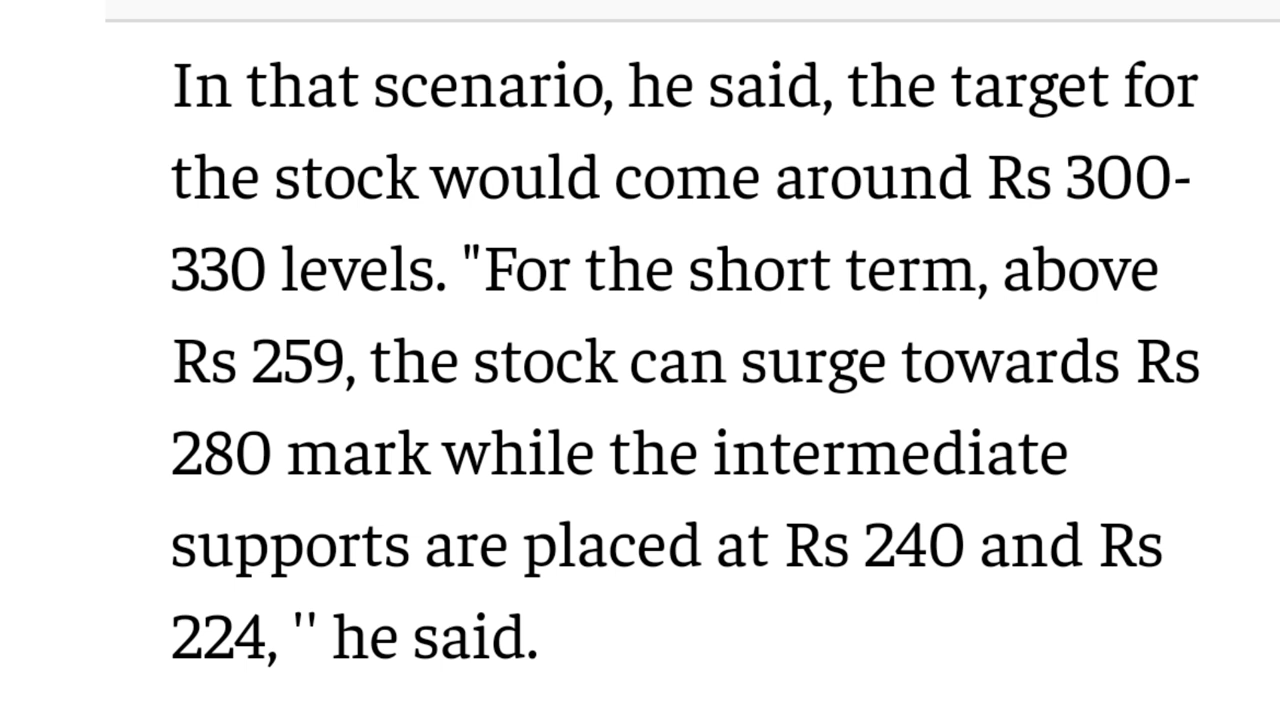 In that scenario, he said, the target for
the stock would come around Rs 300-
330 levels. "For the short term, above
Rs 259, the stock can surge towards Rs
280 mark while the intermediate
supports are placed at Rs 240 and Rs
224, '' he said.